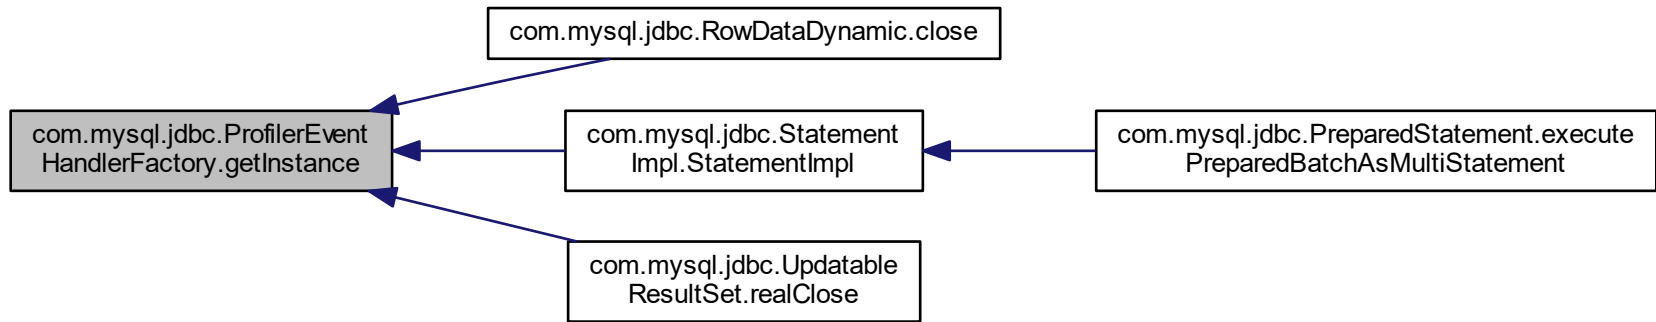 com.mysql.jdbc.RowDataDynamic.close
com.mysql.jdbc.ProfilerEvent
HandlerFactory.getInstance
com.mysql.jdbc.Statement
Impl.StatementImpl
com.mysql.jdbc.PreparedStatement.execute
PreparedBatchAsMultiStatement
com.mysql.jdbc.Updatable
ResultSet.realClose